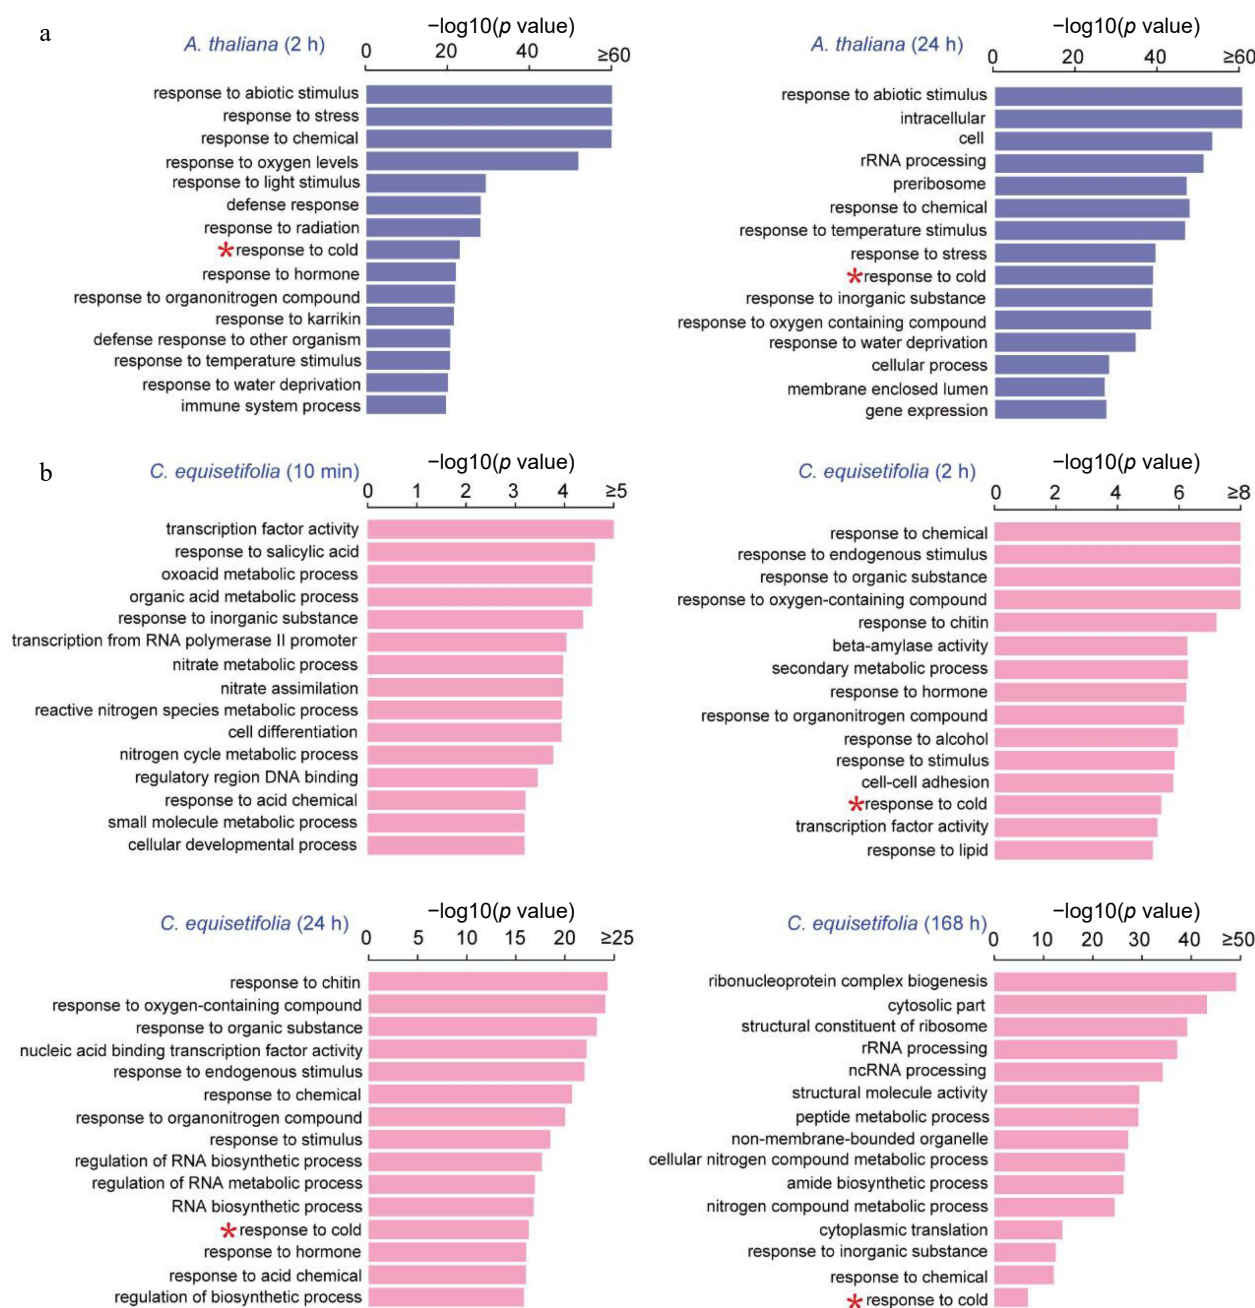 a
A. thaliana (2 h)
−log10(p value)
0 20 40 ≥60
response to abiotic stimulus
response to stress
response to chemical
response to oxygen levels
response to light stimulus
defense response
response to radiation
*response to cold
response to hormone
response to organonitrogen compound
response to karrikin
defense response to other organism
response to temperature stimulus
response to water deprivation
immune system process
A. thaliana (24 h)
−log10(p value)
0 20 40 ≥60
response to abiotic stimulus
intracellular
cell
rRNA processing
preribosome
response to chemical
response to temperature stimulus
response to stress
*response to cold
response to inorganic substance
response to oxygen containing compound
response to water deprivation
cellular process
membrane enclosed lumen
gene expression
b
C. equisetifolia (10 min)
−log10(p value)
0 1 2 3 4 ≥5
transcription factor activity
response to salicylic acid
oxoacid metabolic process
organic acid metabolic process
response to inorganic substance
transcription from RNA polymerase II promoter
nitrate metabolic process
nitrate assimilation
reactive nitrogen species metabolic process
cell differentiation
nitrogen cycle metabolic process
regulatory region DNA binding
response to acid chemical
small molecule metabolic process
cellular developmental process
C. equisetifolia (2 h)
−log10(p value)
0 2 4 6 ≥8
response to chemical
response to endogenous stimulus
response to organic substance
response to oxygen-containing compound
response to chitin
beta-amylase activity
secondary metabolic process
response to hormone
response to organonitrogen compound
response to alcohol
response to stimulus
cell-cell adhesion
*response to cold
transcription factor activity
response to lipid
C. equisetifolia (24 h)
−log10(p value)
0 5 10 15 20 ≥25
response to chitin
response to oxygen-containing compound
response to organic substance
nucleic acid binding transcription factor activity
response to endogenous stimulus
response to chemical
response to organonitrogen compound
response to stimulus
regulation of RNA biosynthetic process
regulation of RNA metabolic process
RNA biosynthetic process
*response to cold
response to hormone
response to acid chemical
regulation of biosynthetic process
C. equisetifolia (168 h)
−log10(p value)
0 10 20 30 40 ≥50
ribonucleoprotein complex biogenesis
cytosolic part
structural constituent of ribosome
rRNA processing
ncRNA processing
structural molecule activity
peptide metabolic process
non-membrane-bounded organelle
cellular nitrogen compound metabolic process
amide biosynthetic process
nitrogen compound metabolic process
cytoplasmic translation
response to inorganic substance
response to chemical
*response to cold